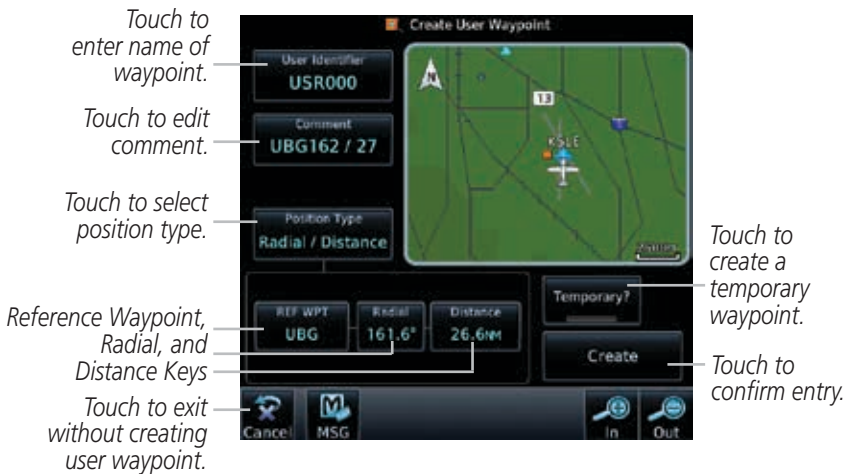 Touch to
enter name of
waypoint.
Touch to edit
comment.
Touch to select
position type.
Reference Waypoint,
Radial, and
Distance Keys
Touch to exit
without creating
user waypoint.
Create User Waypoint
User Identifier
USR000
Comment
UBG162 / 27
Position Type
Radial / Distance
REF WPT
UBG
Radial
161.6°
Distance
26.6NM
N
13
KSLE
Temporary?
Create
Cancel
MSG
In
Out
Touch to
create a
temporary
waypoint.
Touch to
confirm entry.